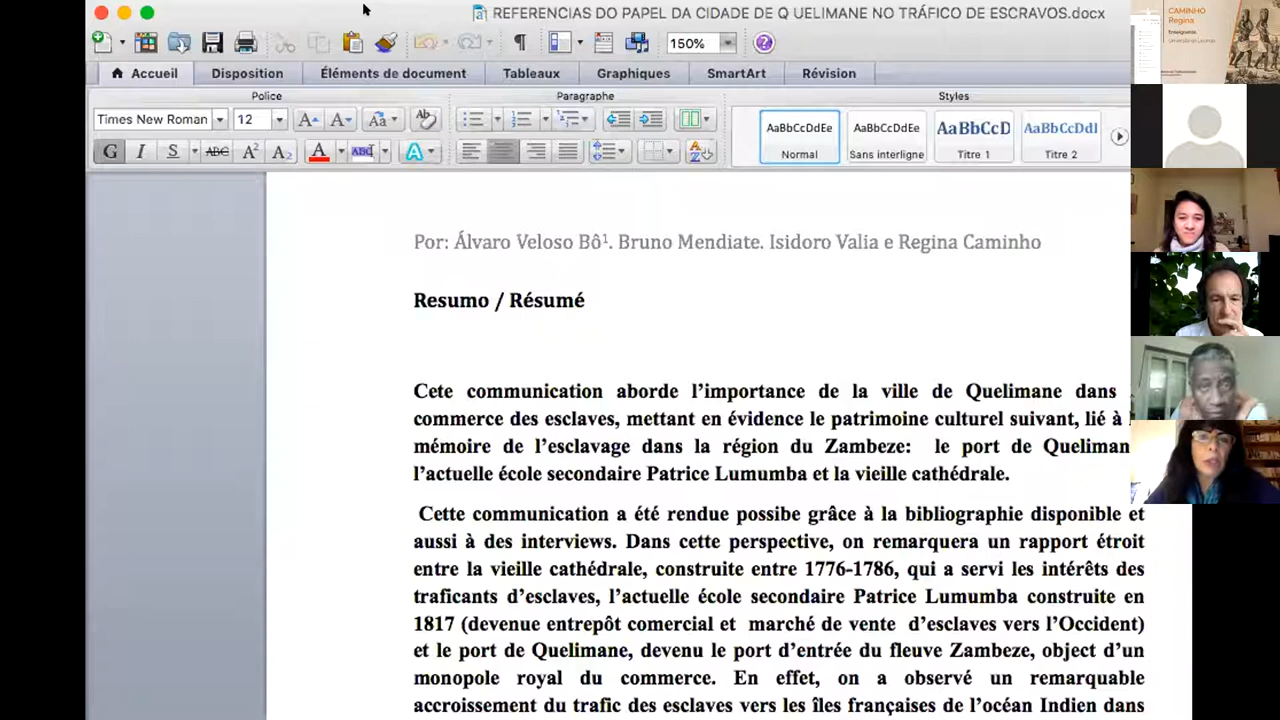 REFERENCIAS DO PAPEL DA CIDADE DE Q UELIMANE NO TRÁFICO DE ESCRAVOS.docx
150%
Accueil Disposition Éléments de document Tableaux Graphiques SmartArt Révision
Police Paragraphe Styles
Times New Roman 12
AaBbCcDdEe AaBbCcDdEe AaBbCcD AaBbCcDdI
Normal Sans interligne Titre 1 Titre 2
G I S ABC A2 A2 A ABC A
Por: Álvaro Veloso Bô1. Bruno Mendiate. Isidoro Valia e Regina Caminho
Resumo / Résumé
Cete communication aborde l’importance de la ville de Quelimane dans
commerce des esclaves, mettant en évidence le patrimoine culturel suivant, lié à
mémoire de l’esclavage dans la région du Zambeze: le port de Queliman
l’actuelle école secondaire Patrice Lumumba et la vieille cathédrale.
Cette communication a été rendue possibe grâce à la bibliographie disponible et
aussi à des interviews. Dans cette perspective, on remarquera un rapport étroit
entre la vieille cathédrale, construite entre 1776-1786, qui a servi les intérêts des
traficants d’esclaves, l’actuelle école secondaire Patrice Lumumba construite en
1817 (devenue entrepôt comercial et marché de vente d’esclaves vers l’Occident)
et le port de Quelimane, devenu le port d’entrée du fleuve Zambeze, object d’un
monopole royal du commerce. En effet, on a observé un remarquable
accroissement du trafic des esclaves vers les îles françaises de l’océan Indien dans
CAMINHO
Regina
Enseignante,